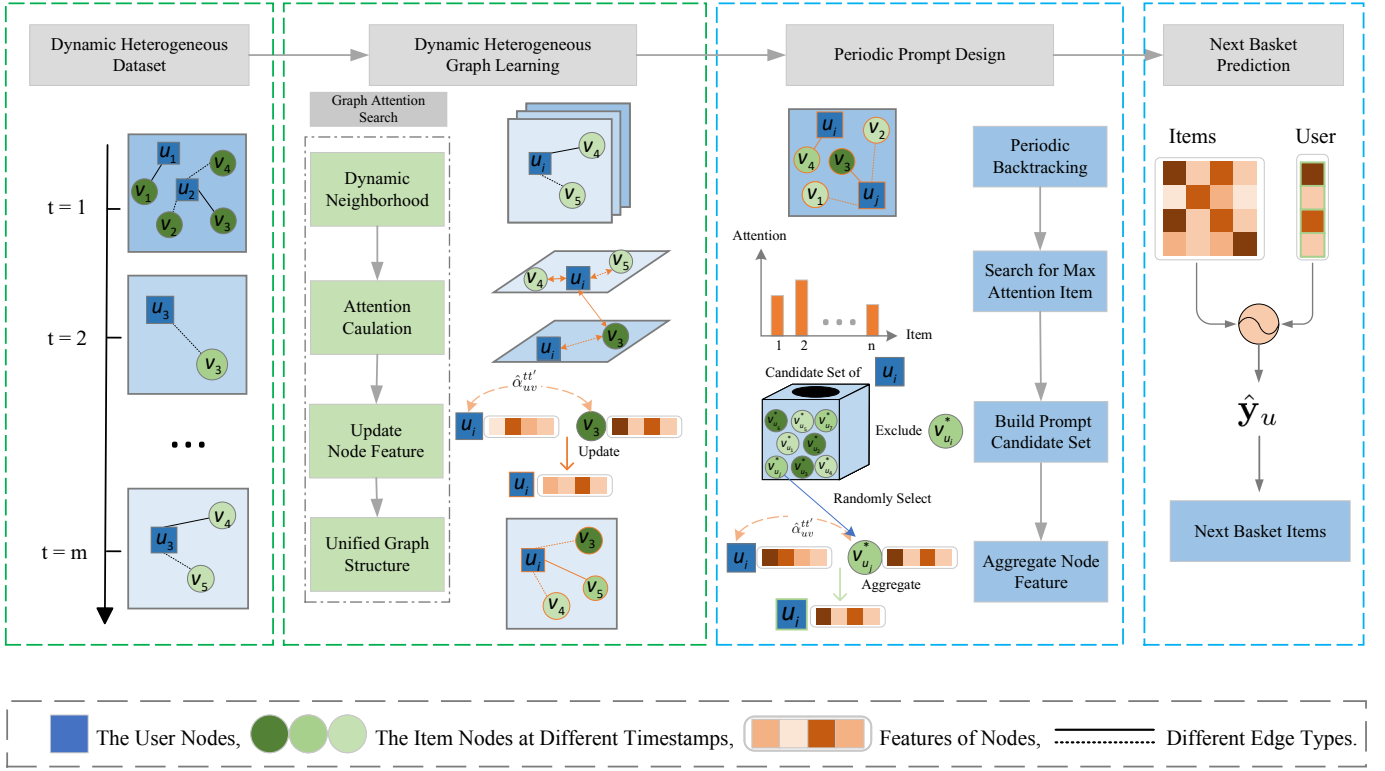 Dynamic Heterogeneous
Dataset
Dynamic Heterogeneous
Graph Learning
Periodic Prompt Design
Next Basket
Prediction
t = 1
t = 2
t = m
u₁
v₁
u₂
v₄
v₂
v₃
u₃
v₃
...
u₃
v₄
v₅
Graph Attention
Search
Dynamic
Neighborhood
Attention
Caulation
Update
Node Feature
Unified Graph
Structure
uᵢ
v₄
v₅
v₄
uᵢ
v₅
uᵢ
v₃
α̂ᵤᵥᵗᵗ′
uᵢ
v₃
Update
uᵢ
uᵢ
v₃
v₅
v₄
uᵢ
v₂
v₄
v₃
v₁
uⱼ
Attention
Item
1 2 n
Candidate Set of uᵢ
Exclude
Randomly Select
α̂ᵤᵥᵗᵗ′
uᵢ
Aggregate
uᵢ
Periodic
Backtracking
Search for Max
Attention Item
Build Prompt
Candidate Set
Aggregate Node
Feature
Items
User
ŷᵤ
Next Basket Items
The User Nodes, The Item Nodes at Different Timestamps, Features of Nodes, Different Edge Types.